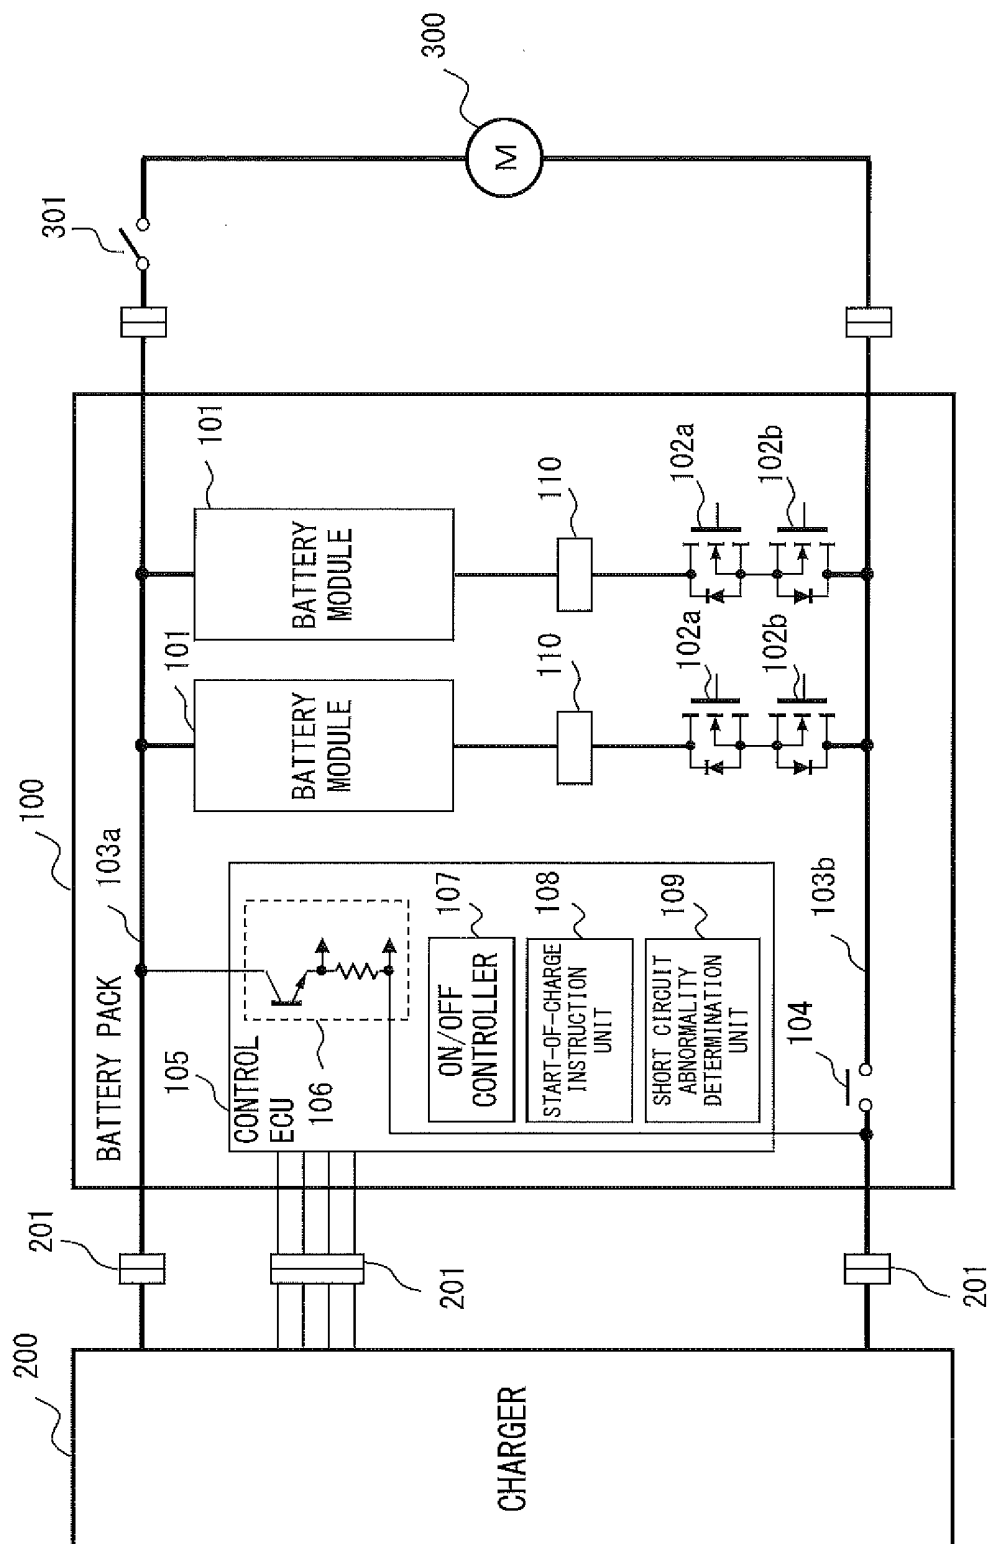 200
CHARGER
201
201
201
100
BATTERY PACK
103a
105
CONTROL
ECU
106
ON/OFF
CONTROLLER
107
START-OF-CHARGE
INSTRUCTION
UNIT
108
SHORT CIRCUIT
ABNORMALITY
DETERMINATION
UNIT
109
104
103b
101
BATTERY
MODULE
110
102a
102b
101
BATTERY
MODULE
110
102a
102b
301
300
M